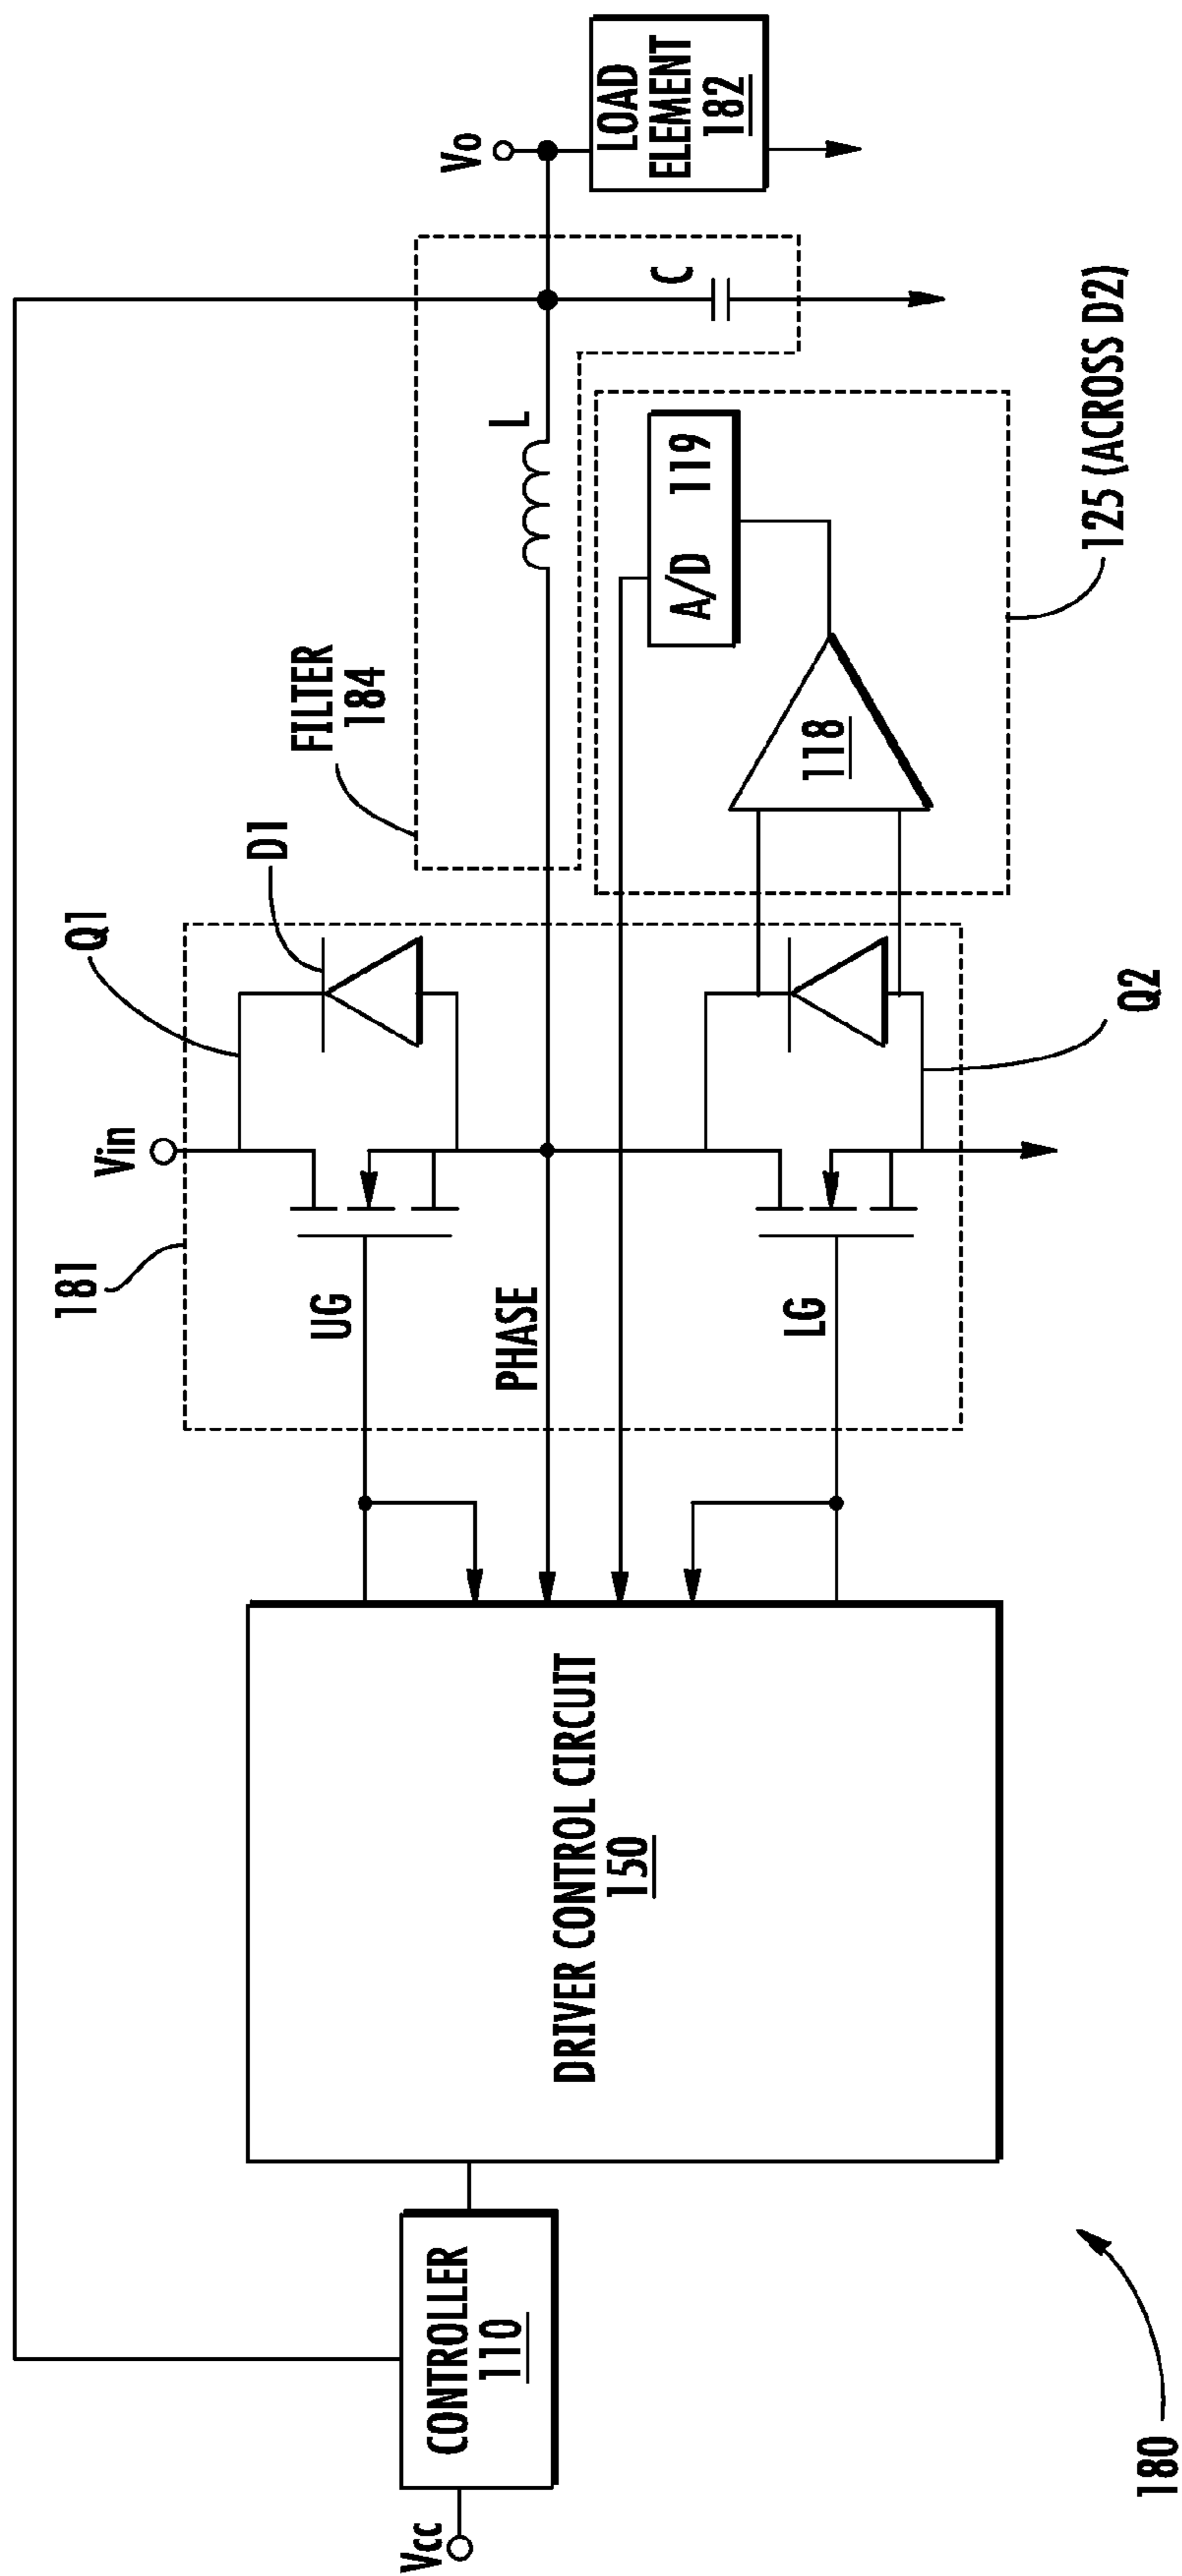 Vcc
CONTROLLER
110
180
DRIVER CONTROL CIRCUIT
150
181
Vin
Q1
D1
UG
PHASE
LG
Q2
FILTER
184
L
C
118
A/D 119
125 (ACROSS D2)
Vo
LOAD
ELEMENT
182